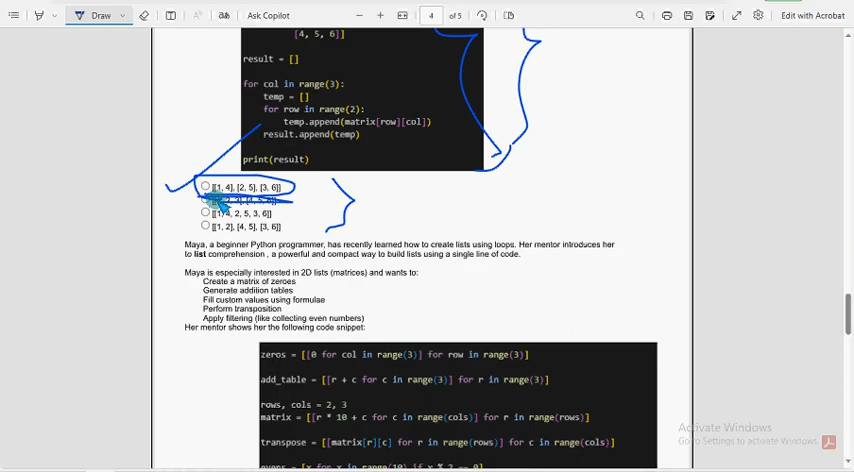 Draw
Ask Copilot
4 of 5
Edit with Acrobat
[4, 5, 6]]
result = []
for col in range(3):
temp = []
for row in range(2):
temp.append(matrix[row][col])
result.append(temp)
print(result)
[[1, 4], [2, 5], [3, 6]]
[[1, 4, 2, 5, 3, 6]]
[[1, 2], [4, 5], [3, 6]]
Maya, a beginner Python programmer, has recently learned how to create lists using loops. Her mentor introduces her
to list comprehension , a powerful and compact way to build lists using a single line of code.
Maya is especially interested in 2D lists (matrices) and wants to:
Create a matrix of zeroes
Generate addition tables
Fill custom values using formulae
Perform transposition
Apply filtering (like collecting even numbers)
Her mentor shows her the following code snippet:
zeros = [[0 for col in range(3)] for row in range(3)]
add_table = [[r + c for c in range(3)] for r in range(3)]
rows, cols = 2, 3
matrix = [[r * 10 + c for c in range(cols)] for r in range(rows)]
transpose = [[matrix[r][c] for r in range(rows)] for c in range(cols)]
evens = [x for x in range(10) if x % 2 == 0]
Activate Windows
Go to Settings to activate Windows.